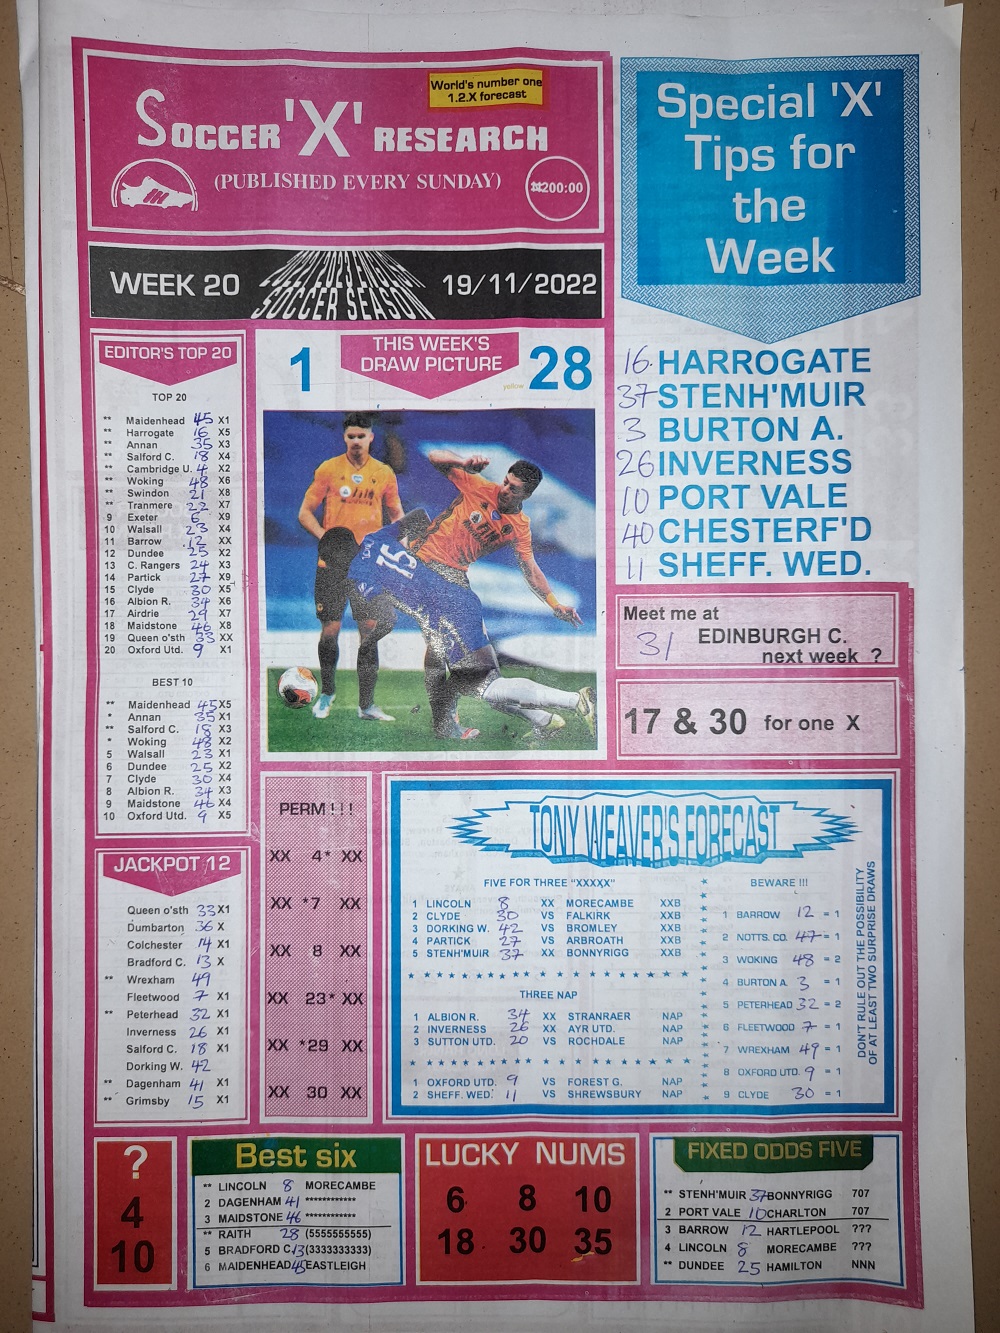 World's number one
1.2.X forecast
SOCCER 'X' RESEARCH
(PUBLISHED EVERY SUNDAY)
₦200:00
WEEK 20
SOCCER SEASON
19/11/2022
Special 'X'
Tips for
the
Week
16 HARROGATE
37 STENH'MUIR
3 BURTON A.
26 INVERNESS
10 PORT VALE
40 CHESTERF'D
11 SHEFF. WED.
Meet me at
31 EDINBURGH C.
next week ?
17 & 30 for one X
EDITOR'S TOP 20
TOP 20
** Maidenhead 45 X1
** Harrogate 16 X5
** Annan 35 X3
** Salford C. 18 X4
** Cambridge U. 4 X2
** Woking 48 X6
** Swindon 21 X8
** Tranmere 22 X7
9 Exeter 6 X9
10 Walsall 23 X4
11 Barrow 12 XX
12 Dundee 25 X2
13 C. Rangers 24 X3
14 Partick 27 X9
15 Clyde 30 X5
16 Albion R. 34 X6
17 Airdrie 29 X7
18 Maidstone 46 X8
19 Queen o'sth 33 XX
20 Oxford Utd. 9 X1
BEST 10
** Maidenhead 45 X5
* Annan 35 X1
** Salford C. 18 X3
* Woking 48 X2
5 Walsall 23 X1
6 Dundee 25 X2
7 Clyde 30 X4
8 Albion R. 34 X3
9 Maidstone 46 X4
10 Oxford Utd. 9 X5
1
THIS WEEK'S
DRAW PICTURE
yellow
28
15
JACKPOT 12
Queen o'sth 33 X1
Dumbarton 36 X
Colchester 14 X1
Bradford C. 13 X
** Wrexham 49
Fleetwood 7 X1
** Peterhead 32 X1
Inverness 26 X1
Salford C. 18 X1
Dorking W. 42
** Dagenham 41 X1
** Grimsby 15 X1
PERM ! ! !
XX 4* XX
XX *7 XX
XX 8 XX
XX 23* XX
XX *29 XX
XX 30 XX
TONY WEAVER'S FORECAST
FIVE FOR THREE "XXXXX"
1 LINCOLN 8 XX MORECAMBE XXB
2 CLYDE 30 VS FALKIRK XXB
3 DORKING W. 42 VS BROMLEY XXB
4 PARTICK 27 VS ARBROATH XXB
5 STENH'MUIR 37 VS BONNYRIGG XXB
THREE NAP
1 ALBION R. 34 XX STRANRAER NAP
2 INVERNESS 26 XX AYR UTD. NAP
3 SUTTON UTD. 20 VS ROCHDALE NAP
1 OXFORD UTD. 9 VS FOREST G. NAP
2 SHEFF. WED. 11 VS SHREWSBURY NAP
BEWARE !!!
1 BARROW 12 = 1
2 NOTTS. CO. 47 = 1
3 WOKING 48 = 2
4 BURTON A. 3 = 1
5 PETERHEAD 32 = 2
6 FLEETWOOD 7 = 1
7 WREXHAM 49 = 1
8 OXFORD UTD. 9 = 1
9 CLYDE 30 = 1
DON'T RULE OUT THE POSSIBILITY
OF AT LEAST TWO SURPRISE DRAWS
?
4
10
Best six
** LINCOLN 8 MORECAMBE
2 DAGENHAM 41 ************
3 MAIDSTONE 46 ************
** RAITH 28 (5555555555)
5 BRADFORD C. 13 (3333333333)
6 MAIDENHEAD 45 EASTLEIGH
LUCKY NUMS
6 8 10
18 30 35
FIXED ODDS FIVE
** STENH'MUIR 37 BONNYRIGG 707
2 PORT VALE 10 CHARLTON 707
3 BARROW 12 HARTLEPOOL ???
4 LINCOLN 8 MORECAMBE ???
** DUNDEE 25 HAMILTON NNN